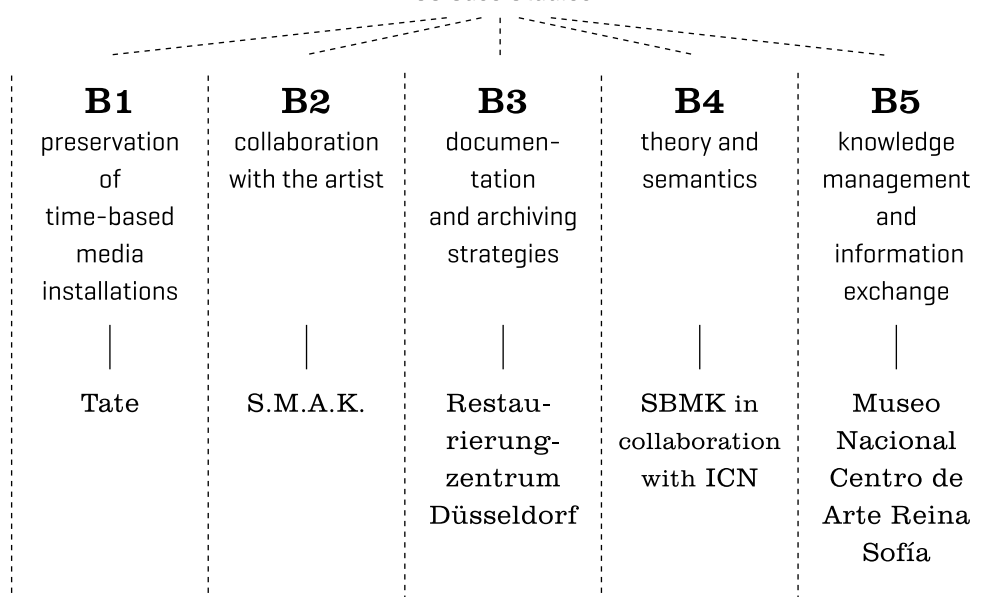 B1
preservation
of
time-based
media
installations
Tate
B2
collaboration
with the artist
S.M.A.K.
B3
documen-
tation
and archiving
strategies
Restau-
rierung-
zentrum
Düsseldorf
B4
theory and
semantics
SBMK in
collaboration
with ICN
B5
knowledge
management
and
information
exchange
Museo
Nacional
Centro de
Arte Reina
Sofía